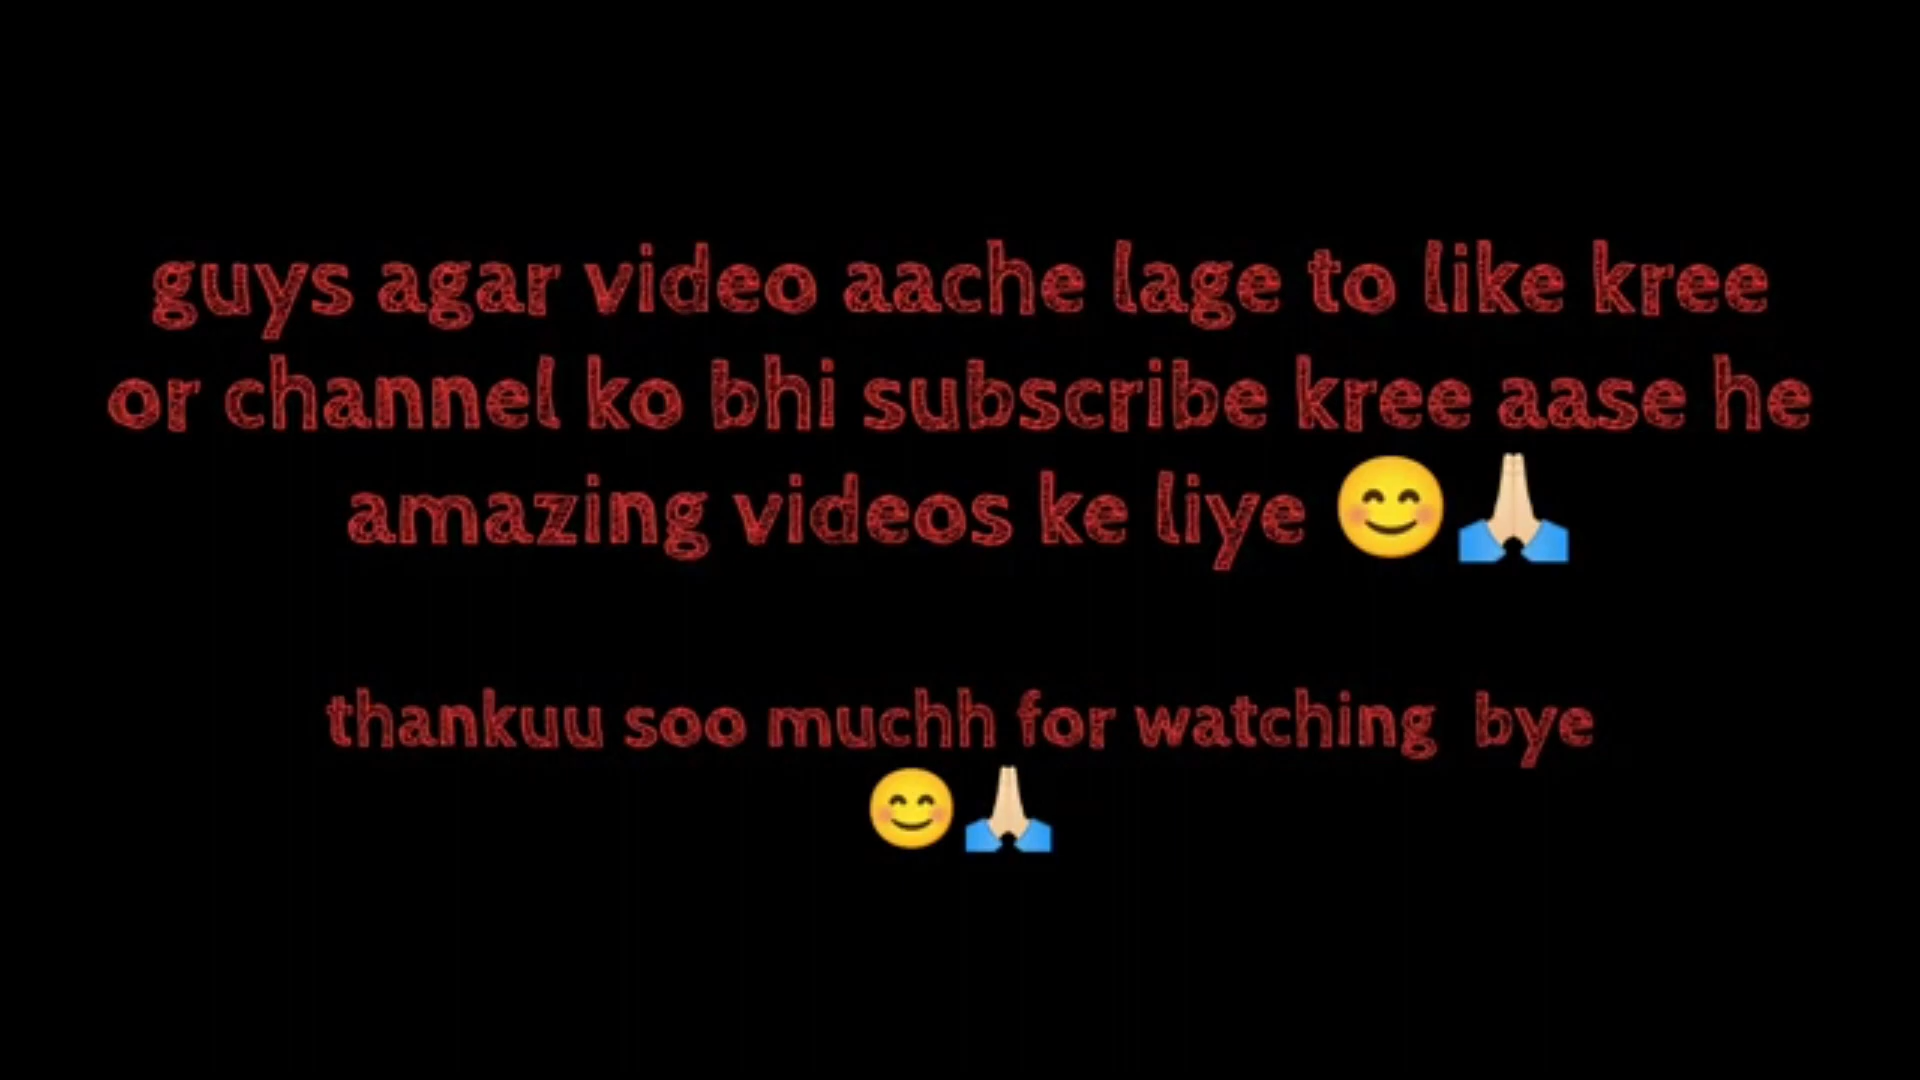 guys agar video aache lage to like kree
or channel ko bhi subscribe kree aase he
amazing videos ke liye 😊🙏🏻
thankuu soo muchh for watching  bye
😊🙏🏻